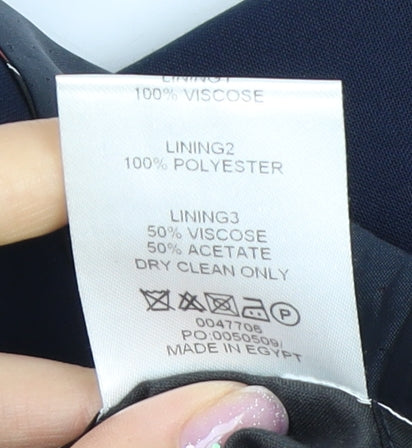 LINING1
100% VISCOSE
LINING2
100% POLYESTER
LINING3
50% VISCOSE
50% ACETATE
DRY CLEAN ONLY
P
0047706
PO:0050509/
MADE IN EGYPT